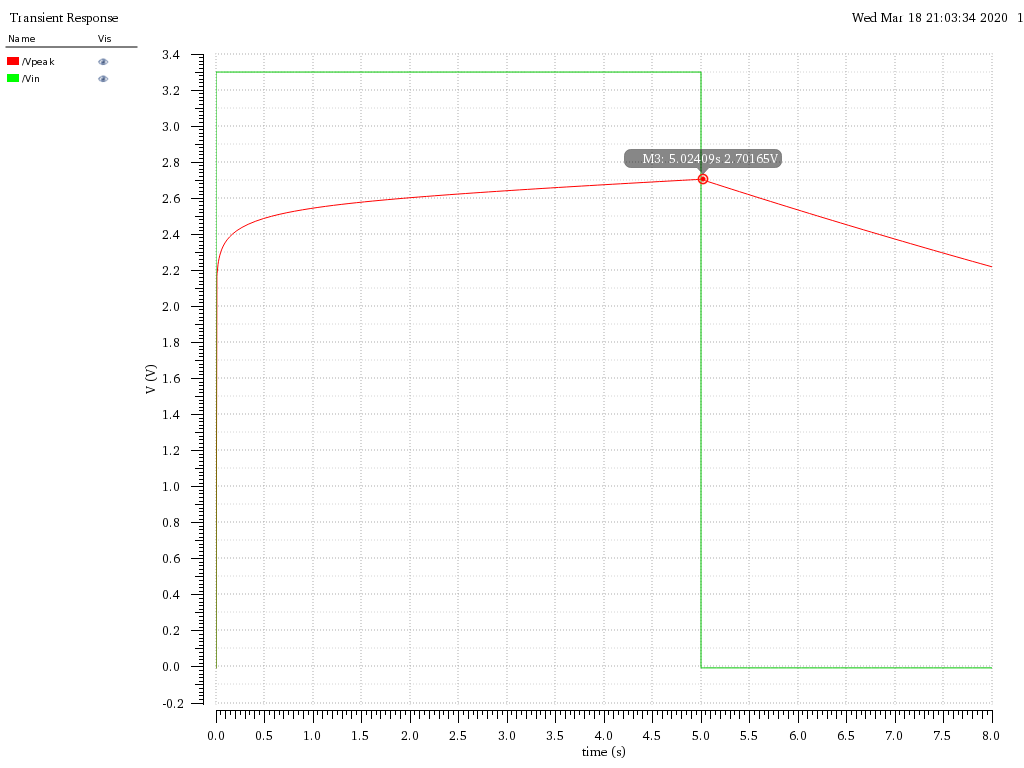 Transient Response
Wed Mar 18 21:03:34 2020 1
Name Vis
/Vpeak
/Vin
3.4
3.2
3.0
2.8
2.6
2.4
2.2
2.0
1.8
1.6
1.4
1.2
1.0
0.8
0.6
0.4
0.2
0.0
-0.2
V (V)
M3: 5.02409s 2.70165V
0.0 0.5 1.0 1.5 2.0 2.5 3.0 3.5 4.0 4.5 5.0 5.5 6.0 6.5 7.0 7.5 8.0
time (s)